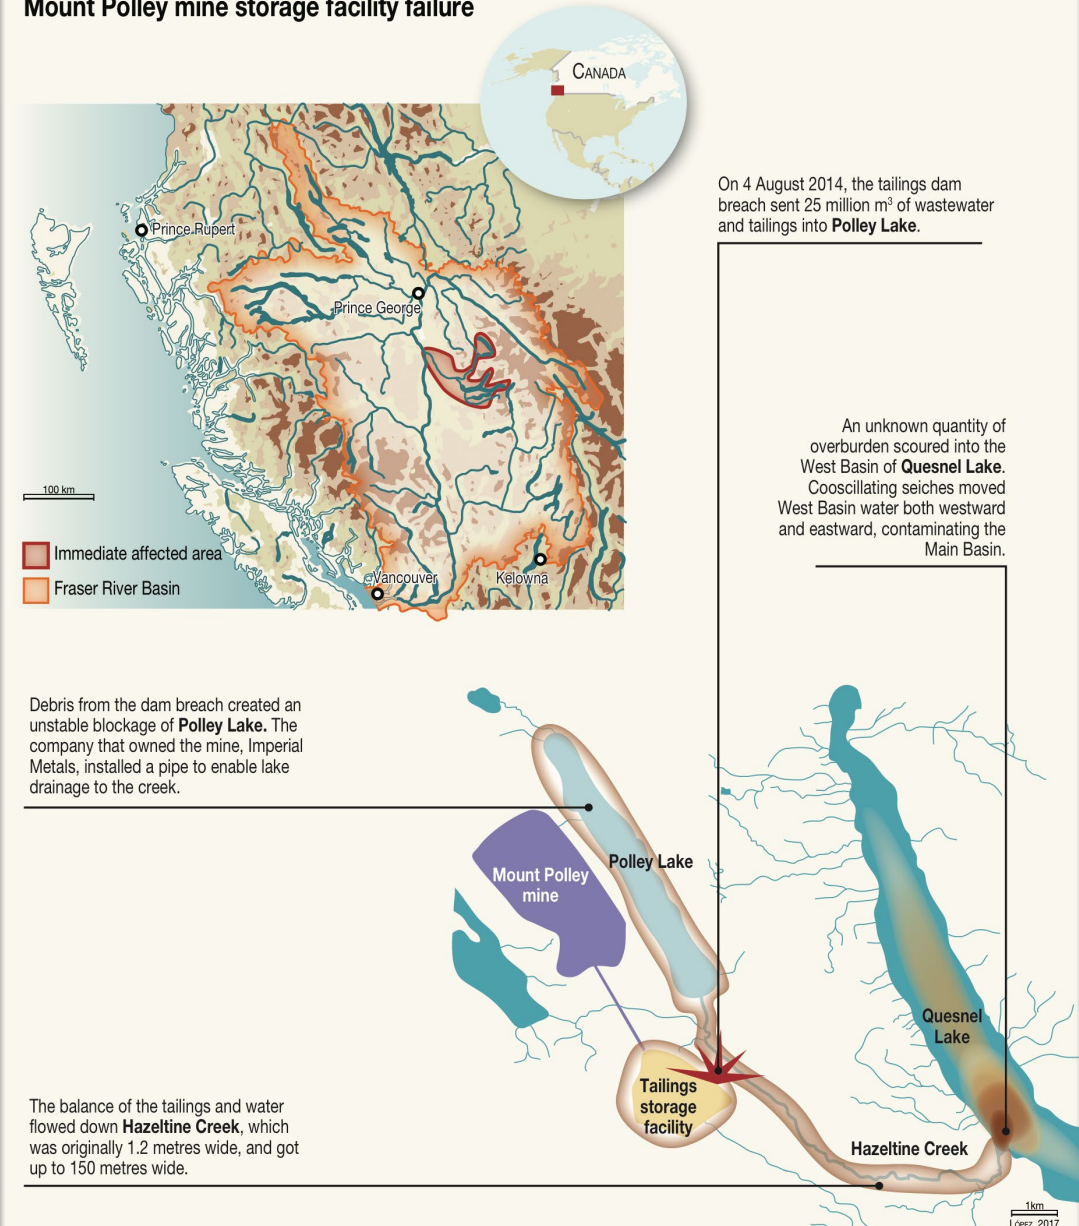 Mount Polley mine storage facility failure
CANADA
On 4 August 2014, the tailings dam
breach sent 25 million m³ of wastewater
and tailings into Polley Lake.
Prince Rupert
Prince George
An unknown quantity of
overburden scoured into the
West Basin of Quesnel Lake.
Cooscillating seiches moved
West Basin water both westward
and eastward, contaminating the
Main Basin.
100 km
Immediate affected area
Fraser River Basin
Vancouver
Kelowna
Debris from the dam breach created an
unstable blockage of Polley Lake. The
company that owned the mine, Imperial
Metals, installed a pipe to enable lake
drainage to the creek.
Polley Lake
Mount Polley
mine
Quesnel
Lake
Tailings
storage
facility
The balance of the tailings and water
flowed down Hazeltine Creek, which
was originally 1.2 metres wide, and got
up to 150 metres wide.
Hazeltine Creek
1km
LÓPEZ, 2017